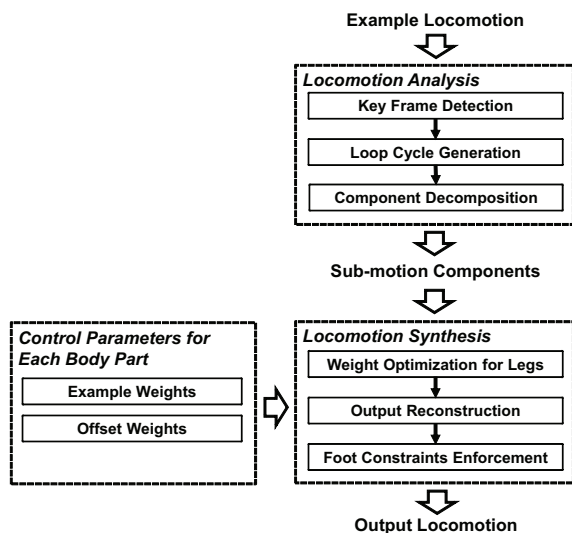 Example Locomotion
Locomotion Analysis
Key Frame Detection
Loop Cycle Generation
Component Decomposition
Sub-motion Components
Control Parameters for
Each Body Part
Example Weights
Offset Weights
Locomotion Synthesis
Weight Optimization for Legs
Output Reconstruction
Foot Constraints Enforcement
Output Locomotion